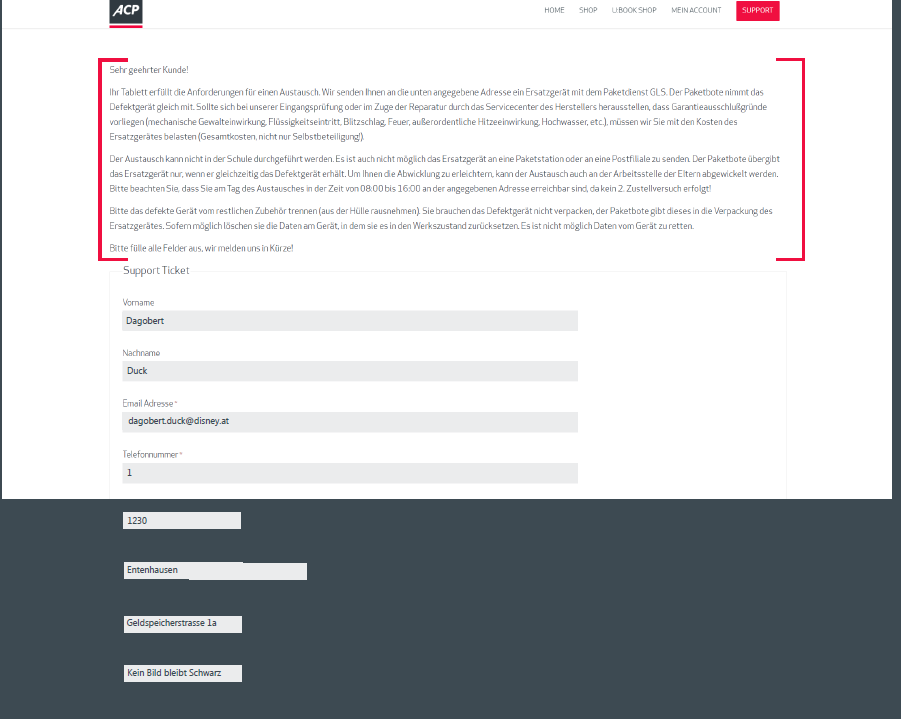 ACP
HOME SHOP U:BOOK SHOP MEIN ACCOUNT SUPPORT
Sehr geehrter Kunde!
Ihr Tablett erfüllt die Anforderungen für einen Austausch. Wir senden Ihnen an die unten angegebene Adresse ein Ersatzgerät mit dem Paketdienst GLS. Der Paketbote nimmt das
Defektgerät gleich mit. Sollte sich bei unserer Eingangsprüfung oder im Zuge der Reparatur durch das Servicecenter des Herstellers herausstellen, dass Garantieausschlußgründe
vorliegen (mechanische Gewalteinwirkung, Flüssigkeitseintritt, Blitzschlag, Feuer, außerordentliche Hitzeeinwirkung, Hochwasser, etc.), müssen wir Sie mit den Kosten des
Ersatzgerätes belasten (Gesamtkosten, nicht nur Selbstbeteiligung!).
Der Austausch kann nicht in der Schule durchgeführt werden. Es ist auch nicht möglich das Ersatzgerät an eine Paketstation oder an eine Postfiliale zu senden. Der Paketbote übergibt
das Ersatzgerät nur, wenn er gleichzeitig das Defektgerät erhält. Um Ihnen die Abwicklung zu erleichtern, kann der Austausch auch an der Arbeitsstelle der Eltern abgewickelt werden.
Bitte beachten Sie, dass Sie am Tag des Austausches in der Zeit von 08:00 bis 16:00 an der angegebenen Adresse erreichbar sind, da kein 2. Zustellversuch erfolgt!
Bitte das defekte Gerät vom restlichen Zubehör trennen (aus der Hülle rausnehmen). Sie brauchen das Defektgerät nicht verpacken, der Paketbote gibt dieses in die Verpackung des
Ersatzgerätes. Sofern möglich löschen sie die Daten am Gerät, in dem sie es in den Werkszustand zurücksetzen. Es ist nicht möglich Daten vom Gerät zu retten.
Bitte fülle alle Felder aus, wir melden uns in Kürze!
Support Ticket
Vorname
Dagobert
Nachname
Duck
Email Adresse *
dagobert.duck@disney.at
Telefonnummer *
1
1230
Entenhausen
Geldspeicherstrasse 1a
Kein Bild bleibt Schwarz